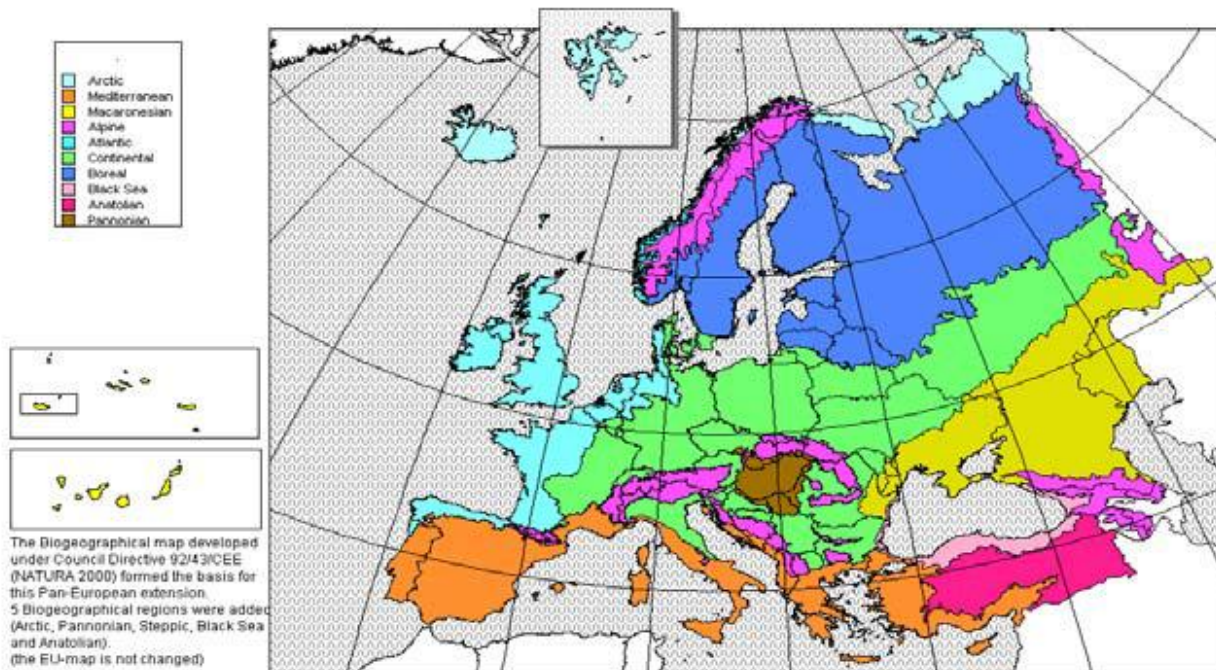 Arctic
Mediterranean
Macaronesian
Alpine
Atlantic
Continental
Boreal
Black Sea
Anatolian
Pannonian
The Biogeographical map developed
under Council Directive 92/43/CEE
(NATURA 2000) formed the basis for
this Pan-European extension.
5 Biogeographical regions were added
(Arctic, Pannonian, Steppic, Black Sea
and Anatolian).
(the EU-map is not changed)